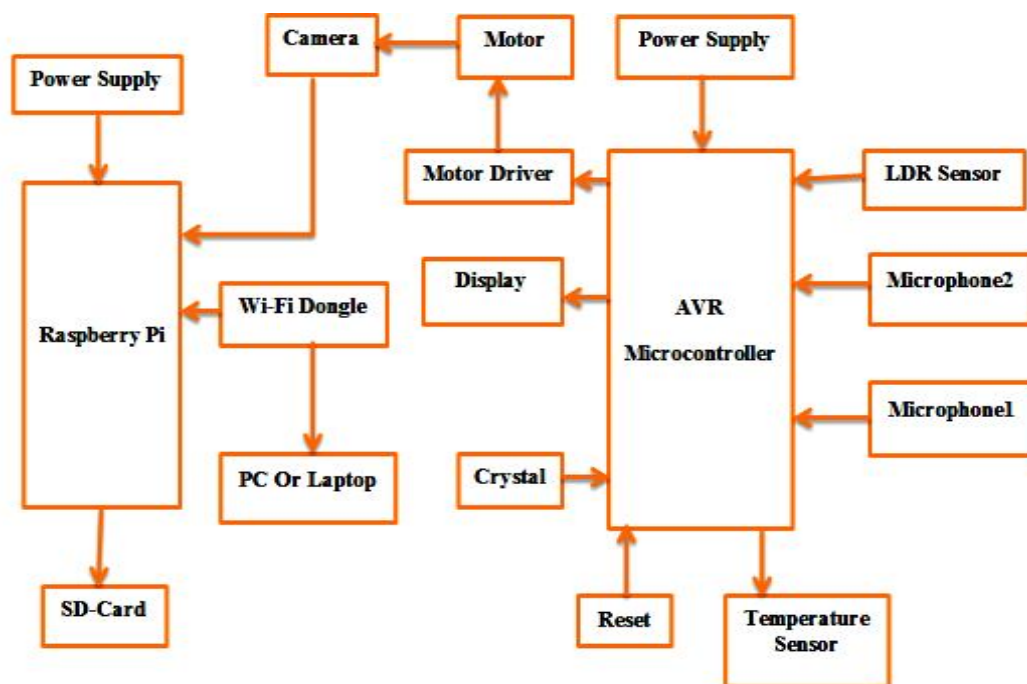 Camera
Motor
Power Supply
Power Supply
Motor Driver
LDR Sensor
Display
Microphone2
Wi-Fi Dongle
AVR
Microcontroller
Raspberry Pi
Microphone1
PC Or Laptop
Crystal
SD-Card
Reset
Temperature
Sensor